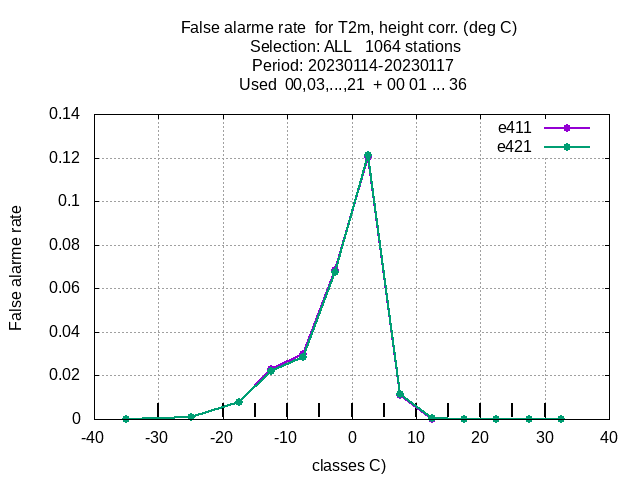 False alarme rate  for T2m, height corr. (deg C)
Selection: ALL   1064 stations
Period: 20230114-20230117
Used  00,03,...,21  + 00 01 ... 36
e411
e421
False alarme rate
0.14
0.12
0.1
0.08
0.06
0.04
0.02
0
-40 -30 -20 -10 0 10 20 30 40
classes C)